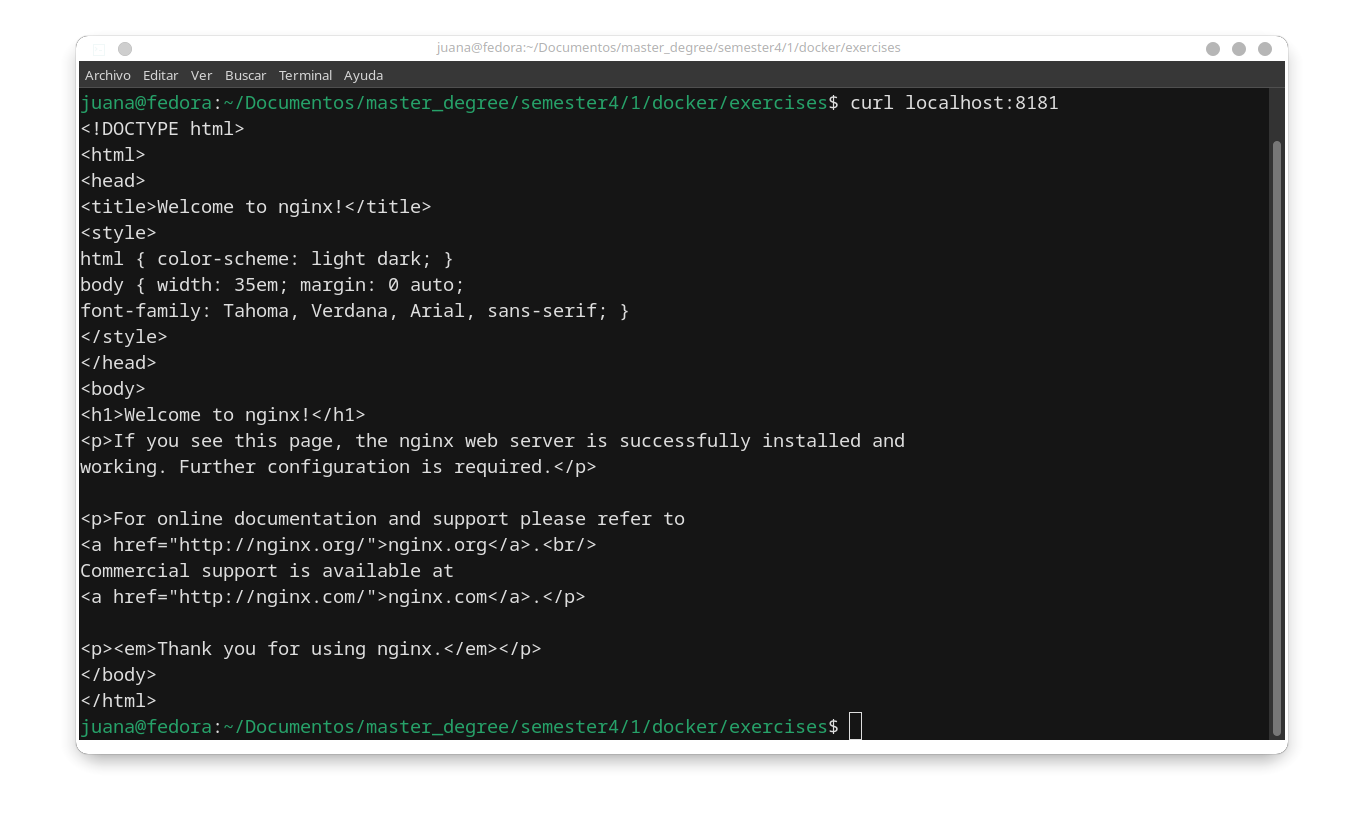 juana@fedora:~/Documentos/master_degree/semester4/1/docker/exercises
Archivo Editar Ver Buscar Terminal Ayuda
juana@fedora:~/Documentos/master_degree/semester4/1/docker/exercises$ curl localhost:8181
<!DOCTYPE html>
<html>
<head>
<title>Welcome to nginx!</title>
<style>
html { color-scheme: light dark; }
body { width: 35em; margin: 0 auto;
font-family: Tahoma, Verdana, Arial, sans-serif; }
</style>
</head>
<body>
<h1>Welcome to nginx!</h1>
<p>If you see this page, the nginx web server is successfully installed and
working. Further configuration is required.</p>

<p>For online documentation and support please refer to
<a href="http://nginx.org/">nginx.org</a>.<br/>
Commercial support is available at
<a href="http://nginx.com/">nginx.com</a>.</p>

<p><em>Thank you for using nginx.</em></p>
</body>
</html>
juana@fedora:~/Documentos/master_degree/semester4/1/docker/exercises$